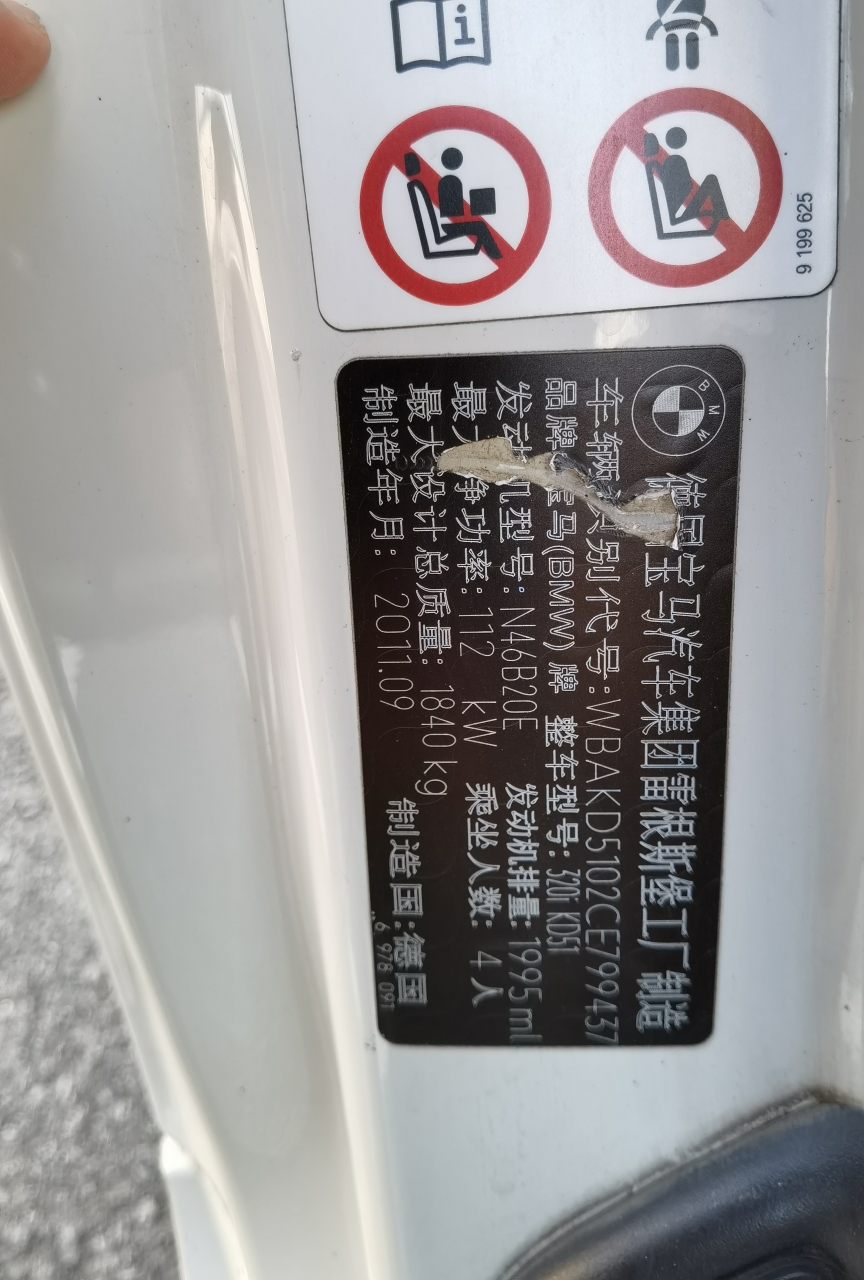 9 199 625
BMW
德国宝马汽车集团雷根斯堡工厂 制造
车辆识别代号:WBAKD5102CE799437
品牌 宝马(BMW)牌 整车型号: 320i KD51
发动机型号: N46B20E 发动机排量: 1995 ml
最大净功率: 112 kW 乘坐人数: 4人
最大设计总质量: 1840 kg
制造年月: 2011.09 制造国: 德国
6 978 091